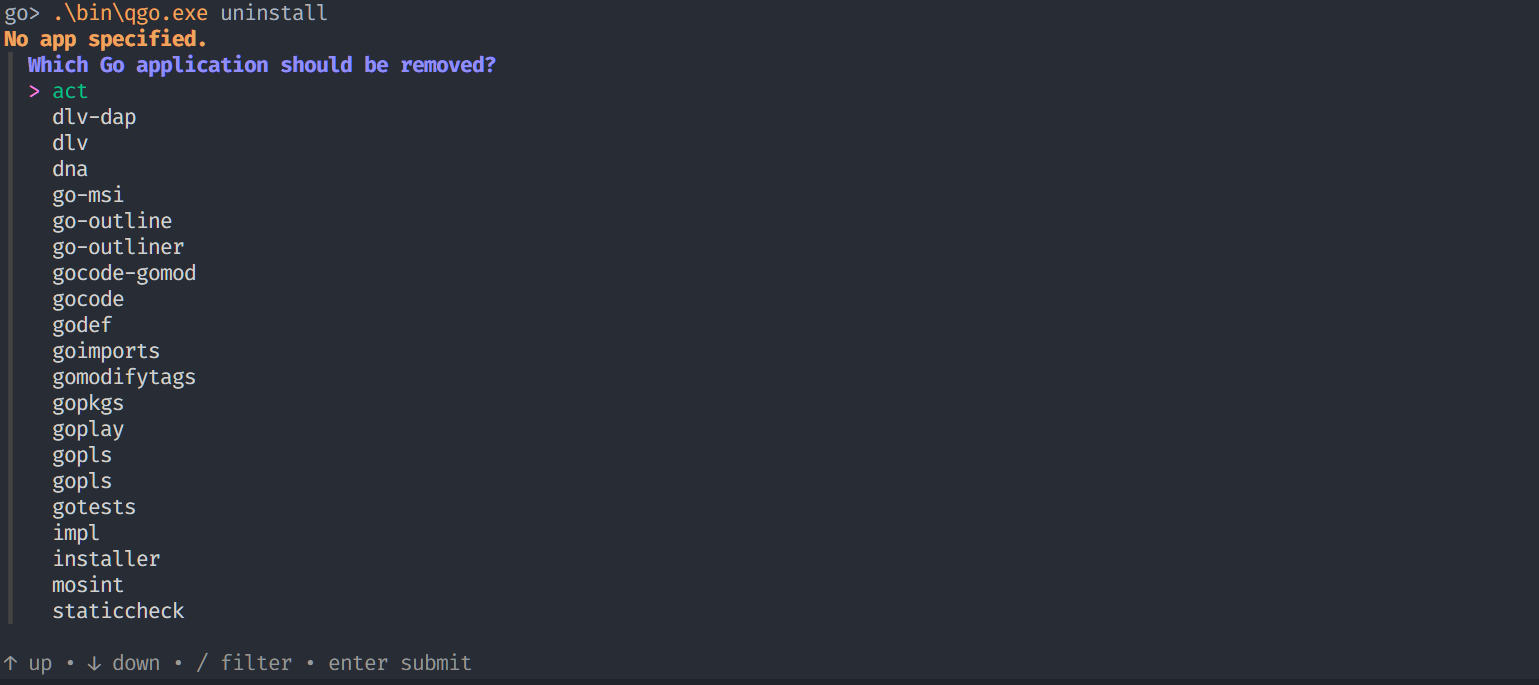 go> .\bin\qgo.exe uninstall
No app specified.
Which Go application should be removed?
> act
dlv-dap
dlv
dna
go-msi
go-outline
go-outliner
gocode-gomod
gocode
godef
goimports
gomodifytags
gopkgs
goplay
gopls
gopls
gotests
impl
installer
mosint
staticcheck
↑ up • ↓ down • / filter • enter submit